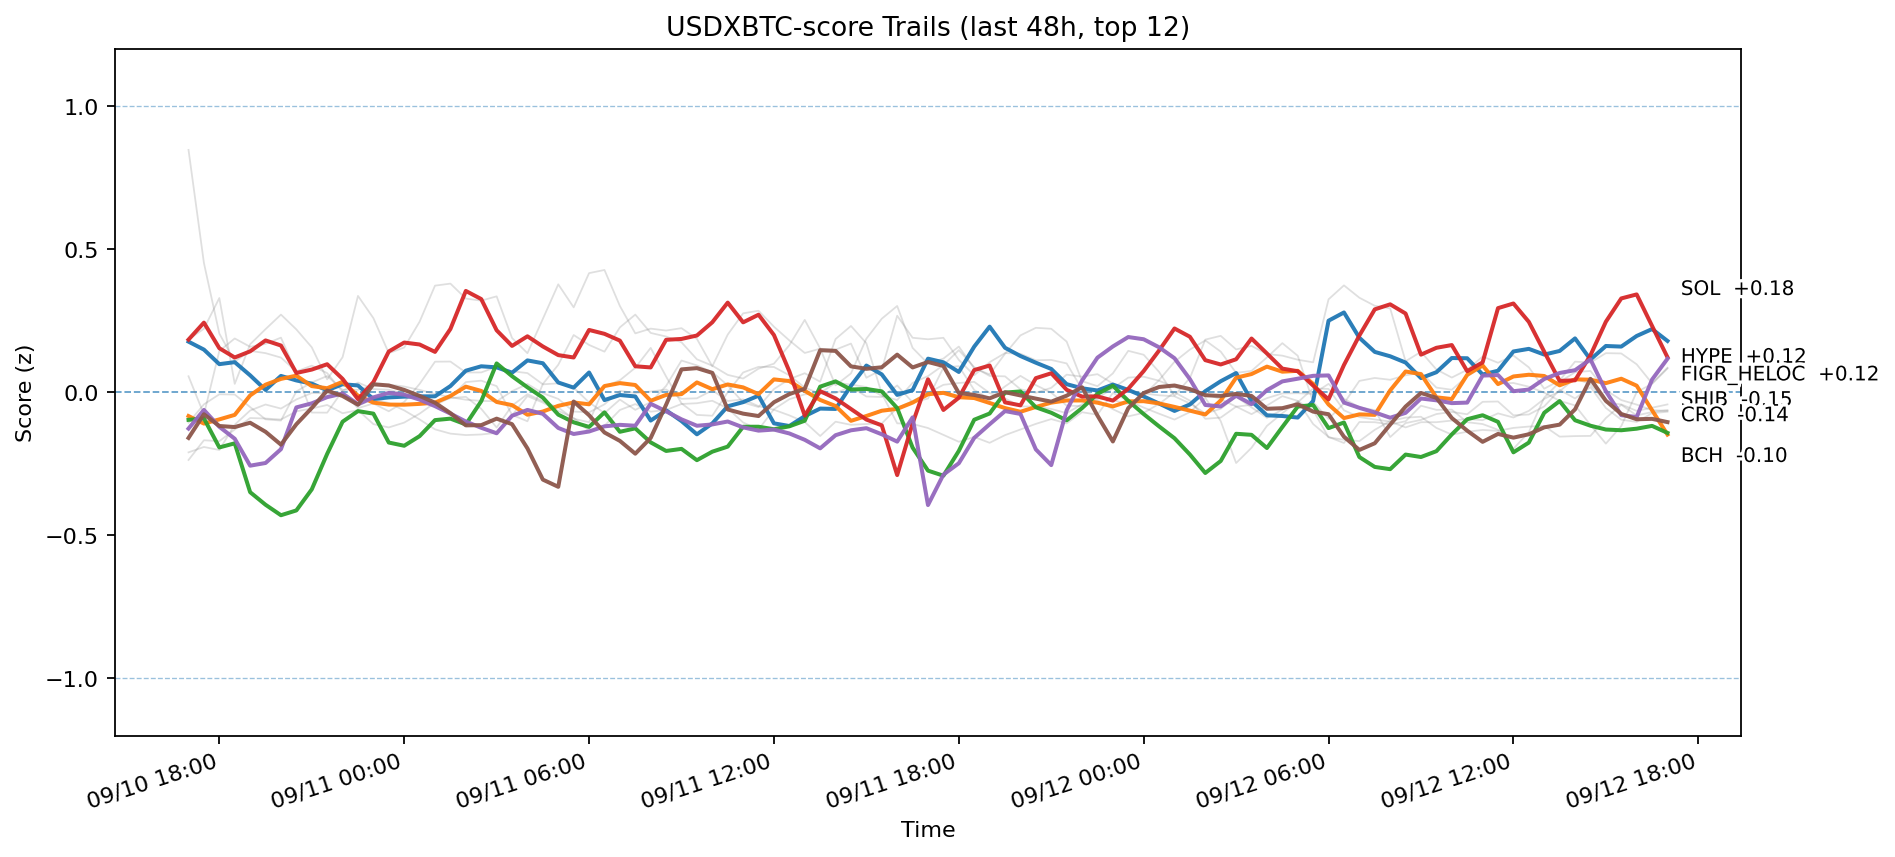 USDXBTC-score Trails (last 48h, top 12)
Score (z)
1.0
0.5
0.0
−0.5
−1.0
SOL +0.18
HYPE +0.12
FIGR_HELOC +0.12
SHIB -0.15
CRO -0.14
BCH -0.10
09/10 18:00
09/11 00:00
09/11 06:00
09/11 12:00
09/11 18:00
09/12 00:00
09/12 06:00
09/12 12:00
09/12 18:00
Time